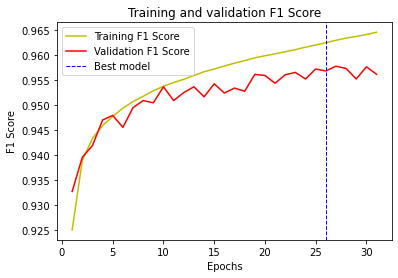 Training and validation F1 Score
Training F1 Score
Validation F1 Score
Best model
F1 Score
0.965
0.960
0.955
0.950
0.945
0.940
0.935
0.930
0.925
0 5 10 15 20 25 30
Epochs